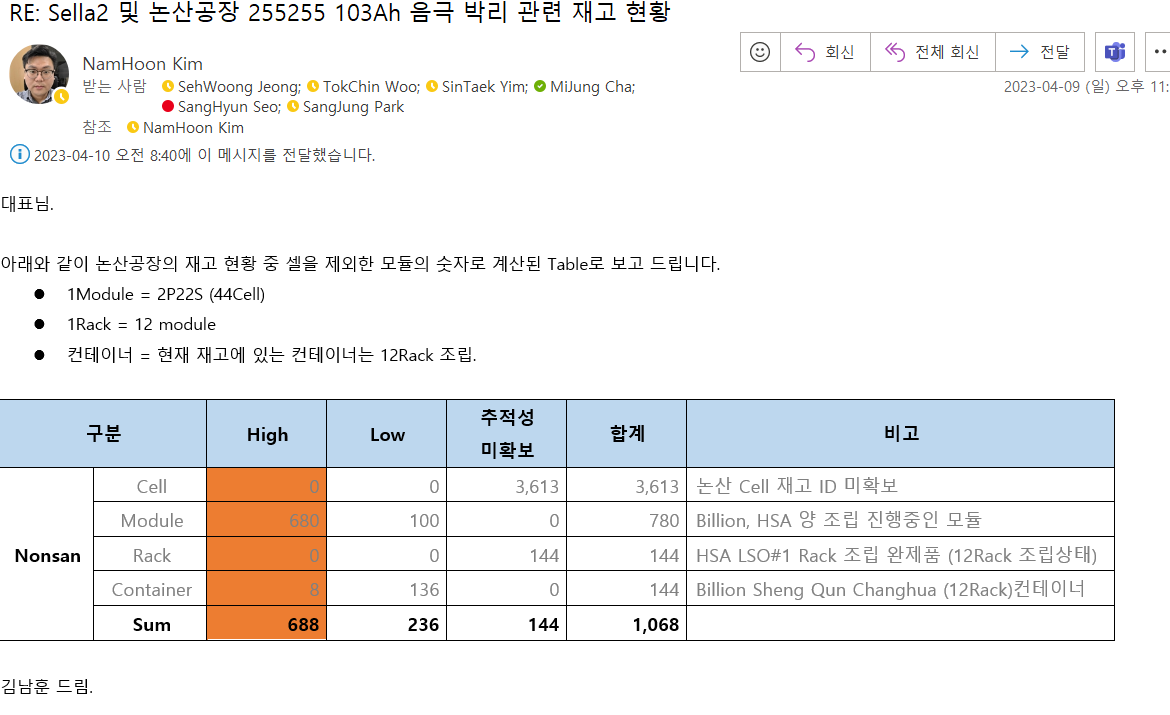 RE: Sella2 및 논산공장 255255 103Ah 음극 박리 관련 재고 현황
NamHoon Kim
받는 사람 SehWoong Jeong; TokChin Woo; SinTaek Yim; MiJung Cha;
SangHyun Seo; SangJung Park
참조 NamHoon Kim
회신 전체 회신 전달
2023-04-09 (일) 오후 11:
2023-04-10 오전 8:40에 이 메시지를 전달했습니다.
대표님.
아래와 같이 논산공장의 재고 현황 중 셀을 제외한 모듈의 숫자로 계산된 Table로 보고 드립니다.
● 1Module = 2P22S (44Cell)
● 1Rack = 12 module
● 컨테이너 = 현재 재고에 있는 컨테이너는 12Rack 조립.
구분 High Low 추적성 미확보 합계 비고
Nonsan
Cell 0 0 3,613 3,613 논산 Cell 재고 ID 미확보
Module 680 100 0 780 Billion, HSA 양 조립 진행중인 모듈
Rack 0 0 144 144 HSA LSO#1 Rack 조립 완제품 (12Rack 조립상태)
Container 8 136 0 144 Billion Sheng Qun Changhua (12Rack)컨테이너
Sum 688 236 144 1,068
김남훈 드림.